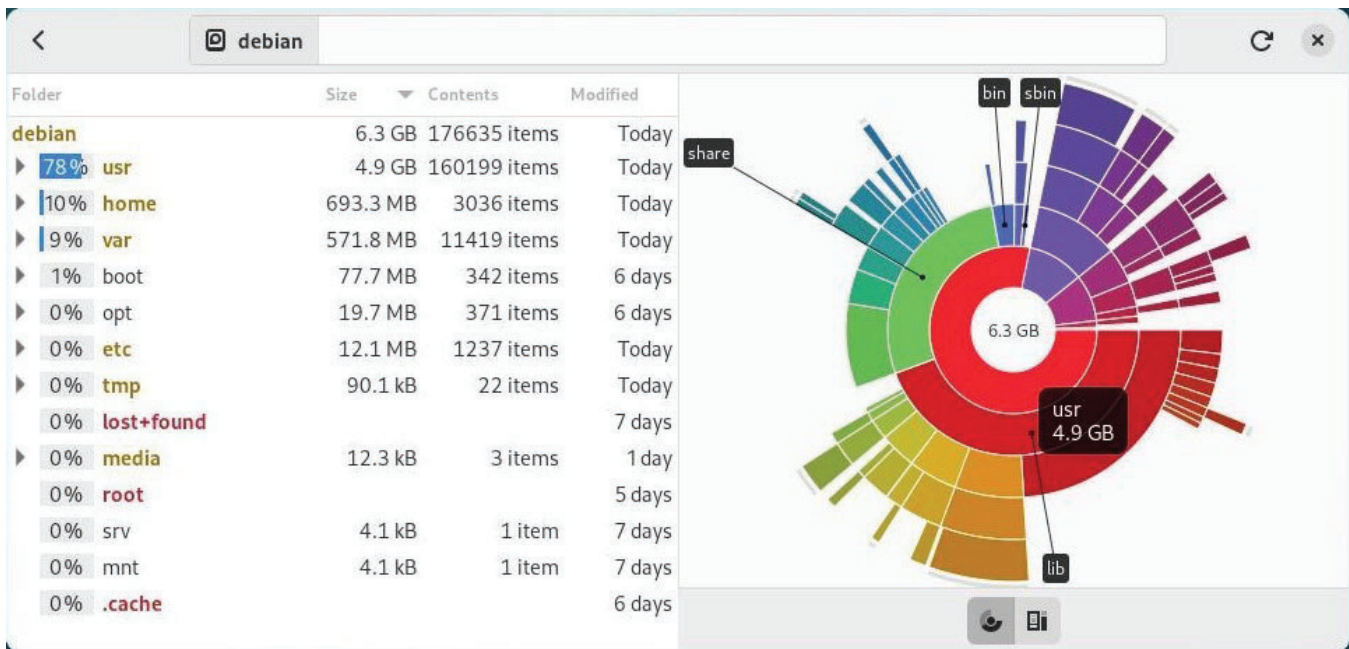 debian
Folder Size Contents Modified
debian 6.3 GB 176635 items Today
78% usr 4.9 GB 160199 items Today
10% home 693.3 MB 3036 items Today
9% var 571.8 MB 11419 items Today
1% boot 77.7 MB 342 items 6 days
0% opt 19.7 MB 371 items 6 days
0% etc 12.1 MB 1237 items Today
0% tmp 90.1 kB 22 items Today
0% lost+found 7 days
0% media 12.3 kB 3 items 1 day
0% root 5 days
0% srv 4.1 kB 1 item 7 days
0% mnt 4.1 kB 1 item 7 days
0% .cache 6 days
bin
sbin
share
6.3 GB
usr
4.9 GB
lib